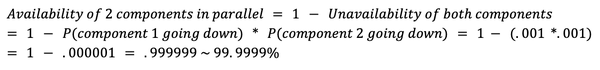 Availability of 2 components in parallel = 1 − Unavailability of both components
= 1 − P(component 1 going down) * P(component 2 going down) = 1 − (.001 *.001)
= 1 − .000001 = .999999 ~ 99.9999%